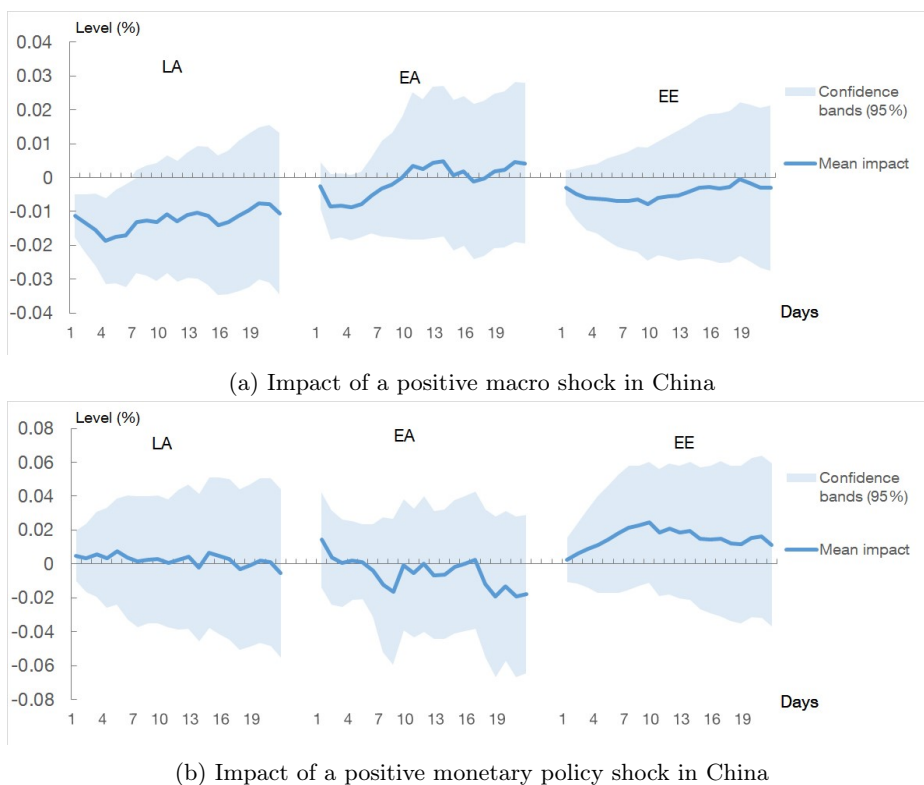 Level (%)
0.04
LA
EA
EE
0.03
0.02
0.01
0
-0.01
-0.02
-0.03
-0.04
Confidence
bands (95%)
Mean impact
1 4 7 10 13 16 19 1 4 7 10 13 16 19 1 4 7 10 13 16 19
Days
(a) Impact of a positive macro shock in China
Level (%)
0.08
LA
EA
EE
0.06
0.04
0.02
0
-0.02
-0.04
-0.06
-0.08
Confidence
bands (95%)
Mean impact
1 4 7 10 13 16 19 1 4 7 10 13 16 19 1 4 7 10 13 16 19
Days
(b) Impact of a positive monetary policy shock in China